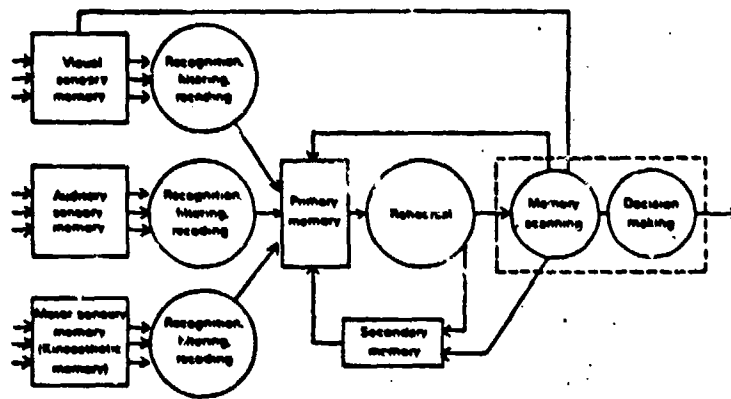 Visual
sensory
memory
Recognition,
filtering,
recoding
Auditory
sensory
memory
Recognition,
filtering,
recoding
Motor sensory
memory
(Kinesthetic
memory)
Recognition,
filtering,
recoding
Primary
memory
Rehearsal
Memory
scanning
Decision
making
Secondary
memory